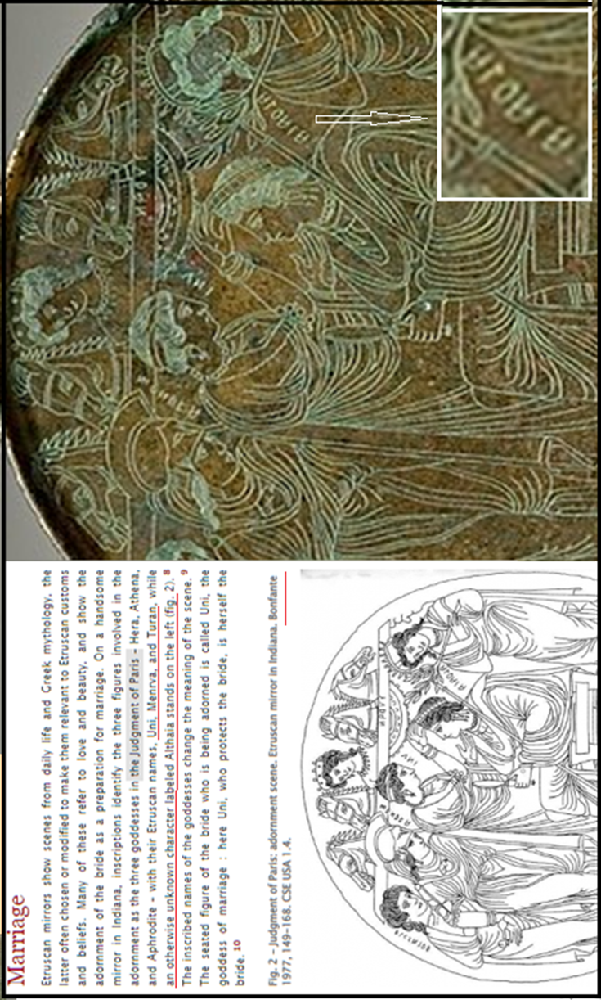 Marriage
Etruscan mirrors show scenes from daily life and Greek mythology, the
latter often chosen or modified to make them relevant to Etruscan customs
and beliefs. Many of these refer to love and beauty, and show the
adornment of the bride as a preparation for marriage. On a handsome
mirror in Indiana, inscriptions identify the three figures involved in the
adornment as the three goddesses in the Judgment of Paris – Hera, Athena,
and Aphrodite – with their Etruscan names, Uni, Menrva, and Turan, while
an otherwise unknown character labeled Althaia stands on the left (fig. 2). 8
The inscribed names of the goddesses change the meaning of the scene. 9
The seated figure of the bride who is being adorned is called Uni, the
goddess of marriage : here Uni, who protects the bride, is herself the
bride. 10
Fig. 2 – Judgment of Paris: adornment scene. Etruscan mirror in Indiana. Bonfante
1977, 149–168. CSE USA 1.4.